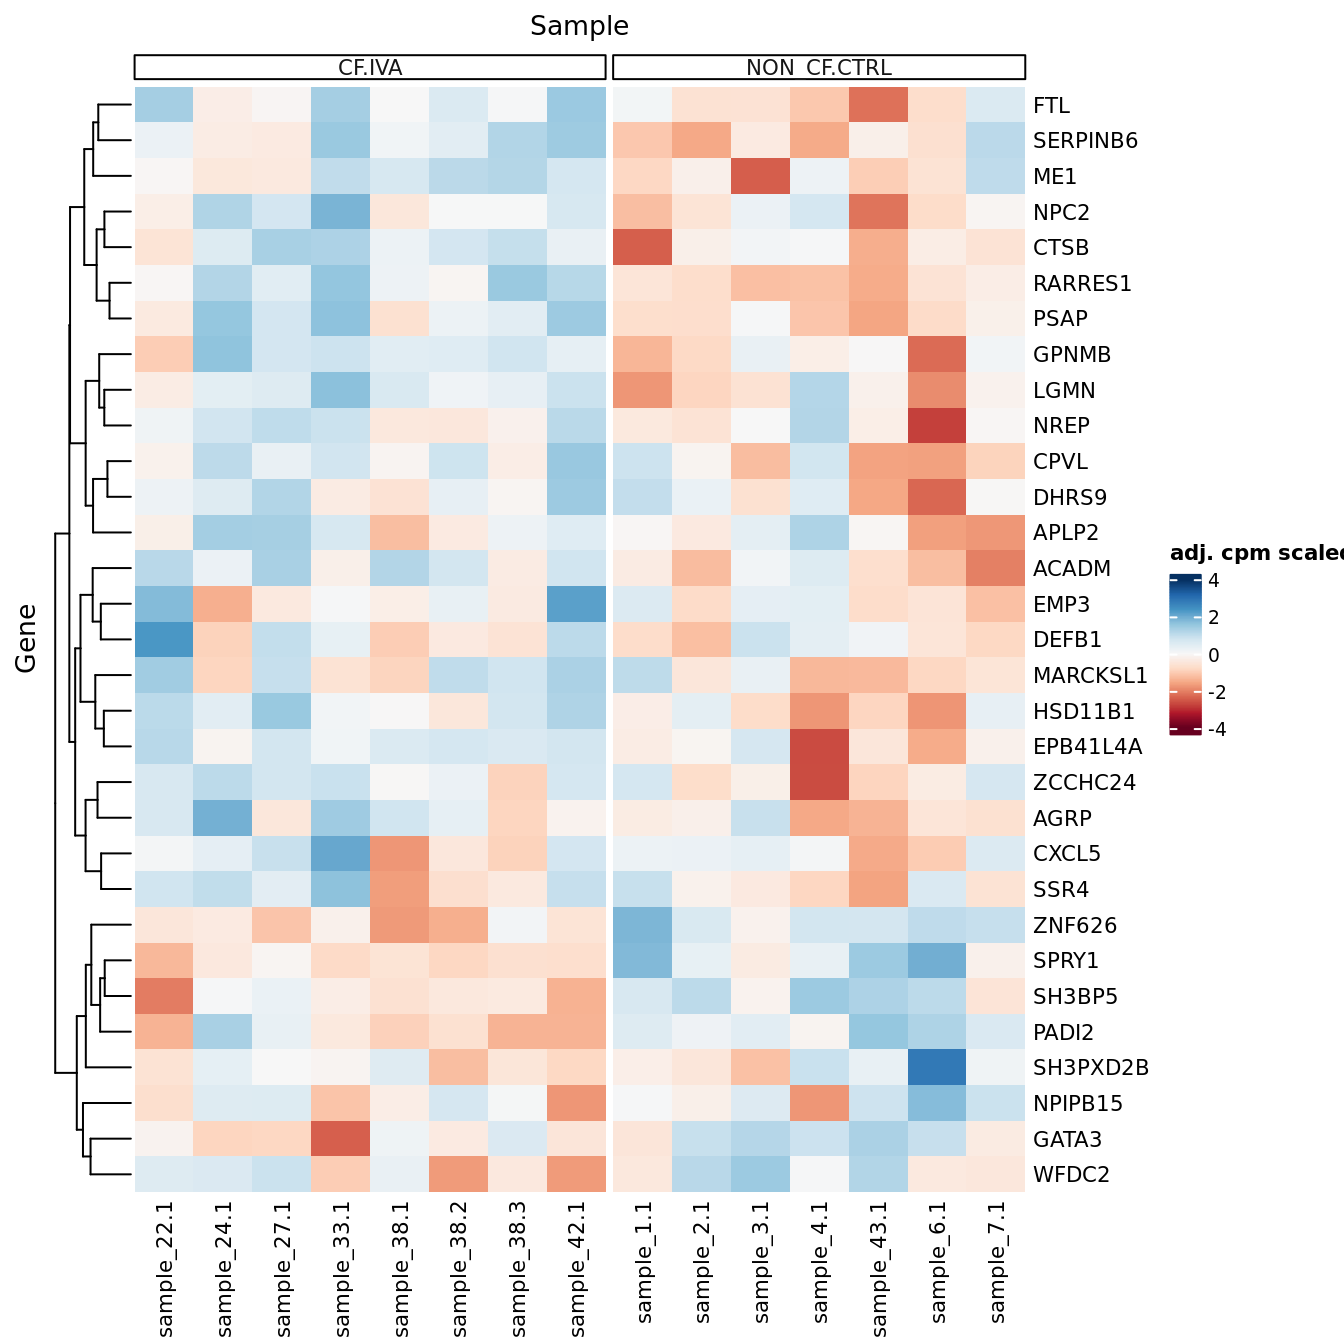 Sample
CF.IVA
NON_CF.CTRL
FTL
SERPINB6
ME1
NPC2
CTSB
RARRES1
PSAP
GPNMB
LGMN
NREP
CPVL
DHRS9
APLP2
ACADM
EMP3
DEFB1
MARCKSL1
HSD11B1
EPB41L4A
ZCCHC24
AGRP
CXCL5
SSR4
ZNF626
SPRY1
SH3BP5
PADI2
SH3PXD2B
NPIPB15
GATA3
WFDC2
Gene
adj. cpm scaled
4
2
0
-2
-4
sample_22.1
sample_24.1
sample_27.1
sample_33.1
sample_38.1
sample_38.2
sample_38.3
sample_42.1
sample_1.1
sample_2.1
sample_3.1
sample_4.1
sample_43.1
sample_6.1
sample_7.1